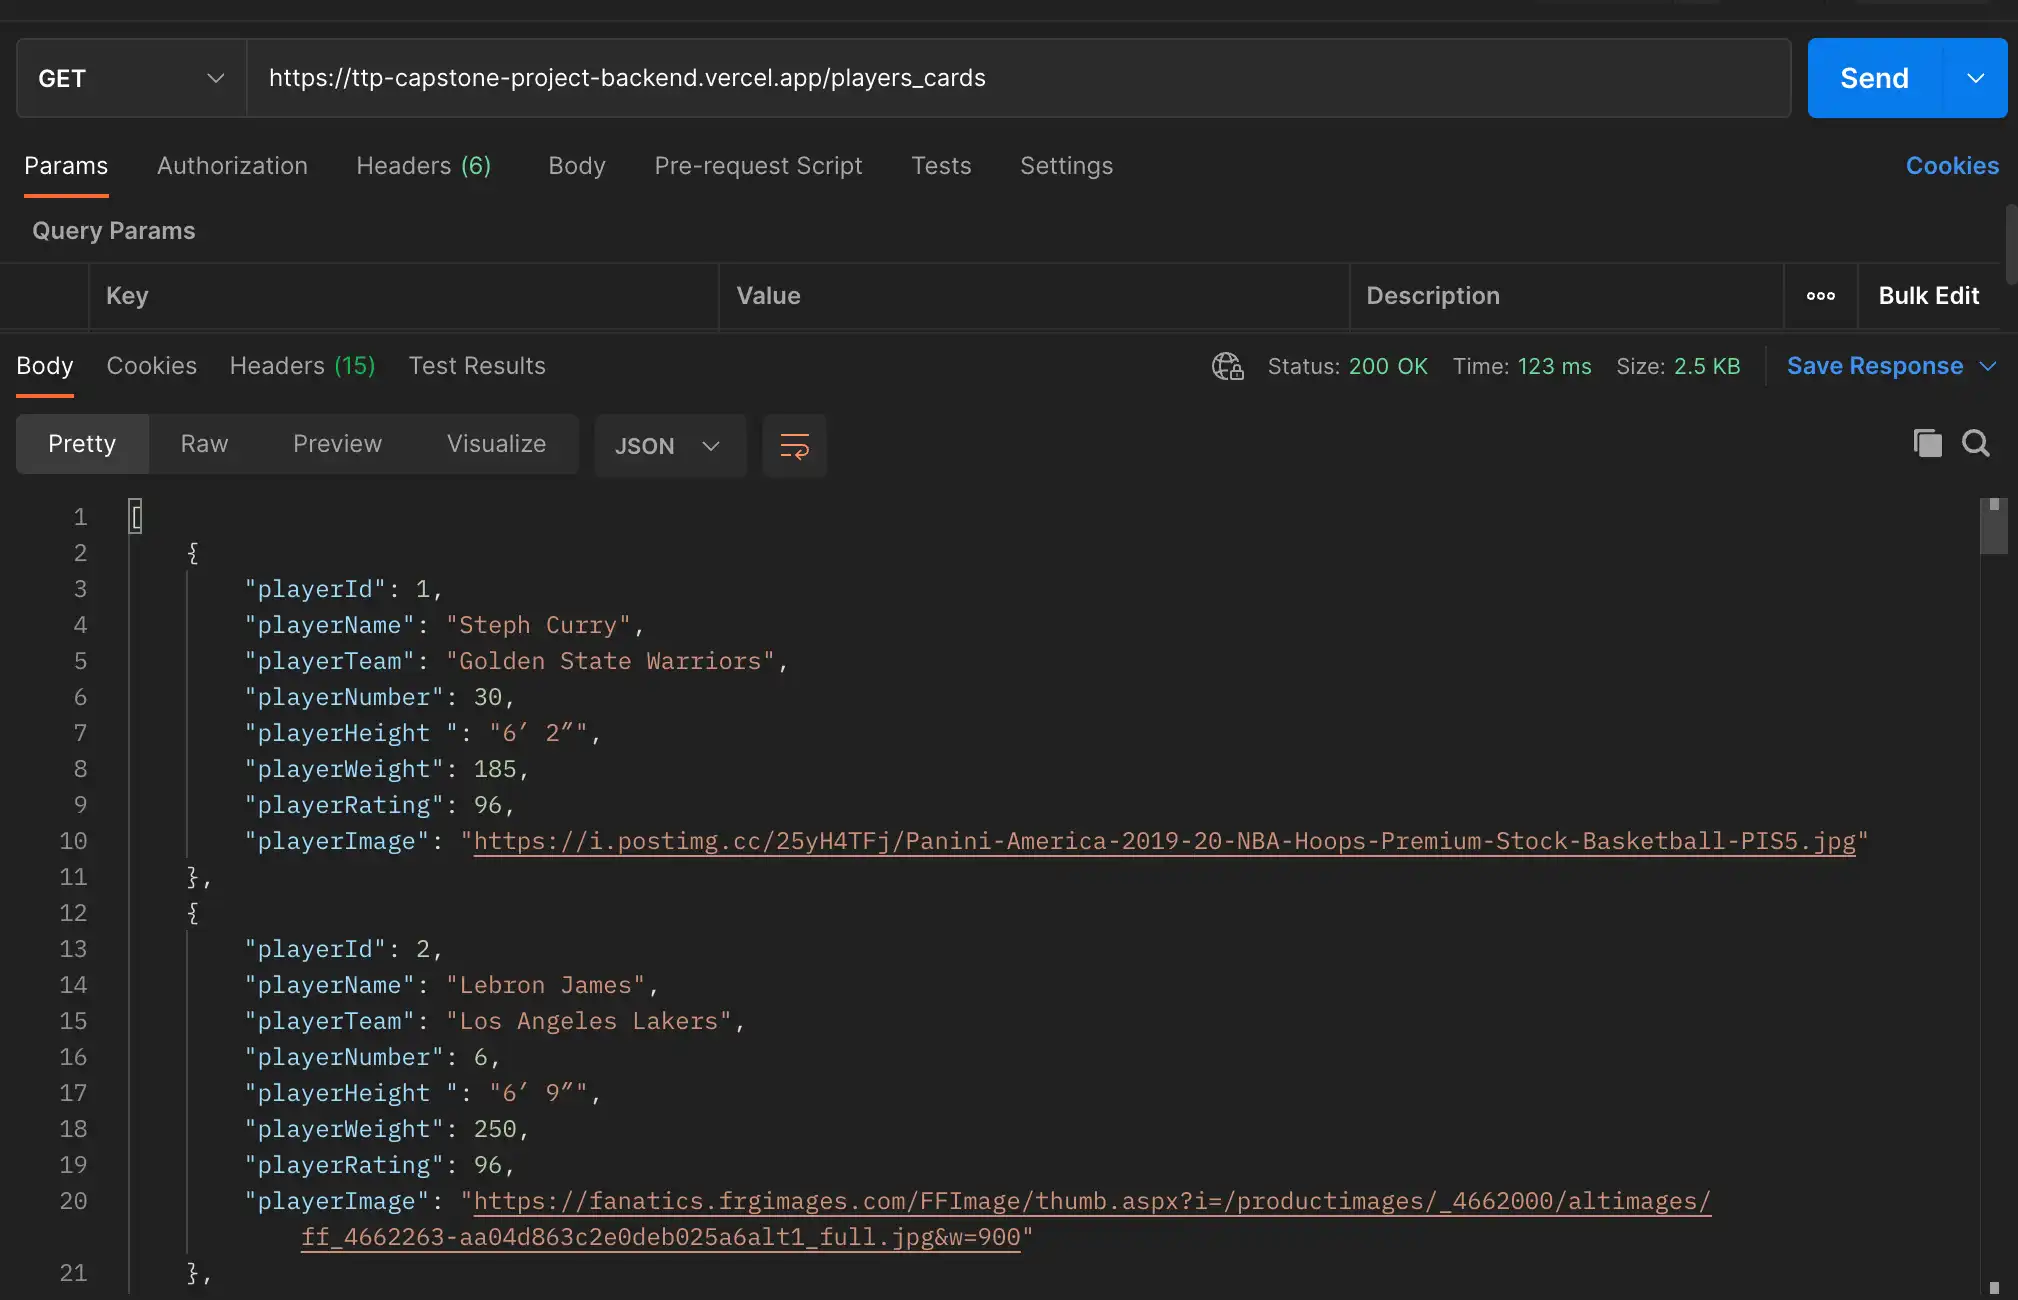 GET https://ttp-capstone-project-backend.vercel.app/players_cards Send
Params Authorization Headers (6) Body Pre-request Script Tests Settings Cookies
Query Params
Key Value Description Bulk Edit
Body Cookies Headers (15) Test Results Status: 200 OK Time: 123 ms Size: 2.5 KB Save Response
Pretty Raw Preview Visualize JSON
1 [
2 {
3 "playerId": 1,
4 "playerName": "Steph Curry",
5 "playerTeam": "Golden State Warriors",
6 "playerNumber": 30,
7 "playerHeight ": "6′ 2″",
8 "playerWeight": 185,
9 "playerRating": 96,
10 "playerImage": "https://i.postimg.cc/25yH4TFj/Panini-America-2019-20-NBA-Hoops-Premium-Stock-Basketball-PIS5.jpg"
11 },
12 {
13 "playerId": 2,
14 "playerName": "Lebron James",
15 "playerTeam": "Los Angeles Lakers",
16 "playerNumber": 6,
17 "playerHeight ": "6′ 9″",
18 "playerWeight": 250,
19 "playerRating": 96,
20 "playerImage": "https://fanatics.frgimages.com/FFImage/thumb.aspx?i=/productimages/_4662000/altimages/
ff_4662263-aa04d863c2e0deb025a6alt1_full.jpg&w=900"
21 },